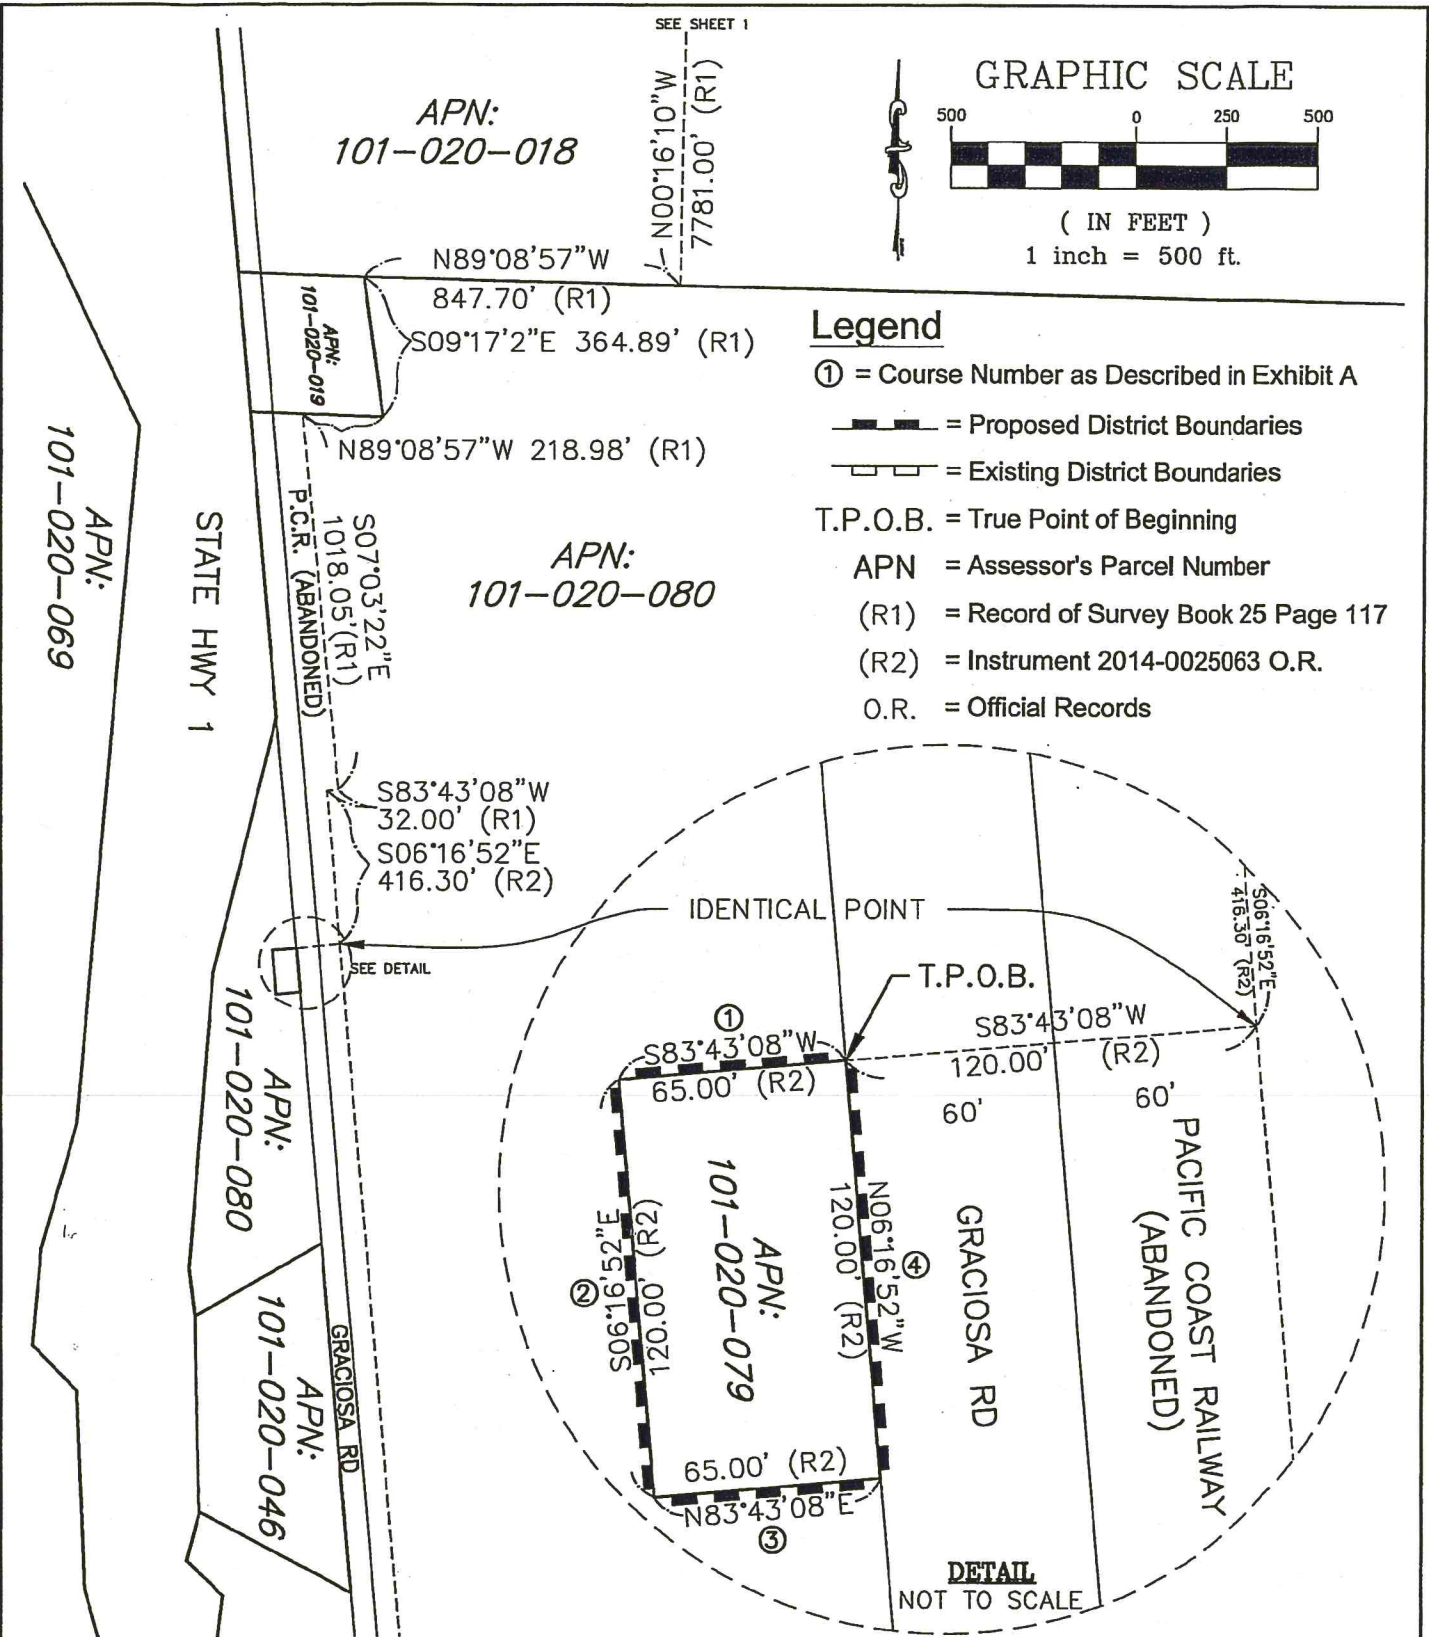 SEE SHEET 1
N00°16'10"W
7781.00' (R1)
GRAPHIC SCALE
500 0 250 500
( IN FEET )
1 inch = 500 ft.
APN:
101-020-018
N89°08'57"W
847.70' (R1)
S09°17'2"E 364.89' (R1)
APN:
101-020-019
N89°08'57"W 218.98' (R1)
Legend
① = Course Number as Described in Exhibit A
= Proposed District Boundaries
= Existing District Boundaries
T.P.O.B. = True Point of Beginning
APN = Assessor's Parcel Number
(R1) = Record of Survey Book 25 Page 117
(R2) = Instrument 2014-0025063 O.R.
O.R. = Official Records
APN:
101-020-069
STATE HWY 1
P.C.R. (ABANDONED)
S07°03'22"E
1018.05'(R1)
APN:
101-020-080
S83°43'08"W
32.00' (R1)
S06°16'52"E
416.30' (R2)
IDENTICAL POINT
SEE DETAIL
APN:
101-020-080
APN:
101-020-046
GRACIOSA RD
S06°16'52"E
416.30' (R2)
T.P.O.B.
S83°43'08"W
120.00' (R2)
①
S83°43'08"W
65.00' (R2)
60'
60'
APN:
101-020-079
②
S06°16'52"E
120.00' (R2)
N06°16'52"W
120.00' (R2)
④
GRACIOSA RD
PACIFIC COAST RAILWAY
(ABANDONED)
65.00' (R2)
N83°43'08"E
③
DETAIL
NOT TO SCALE